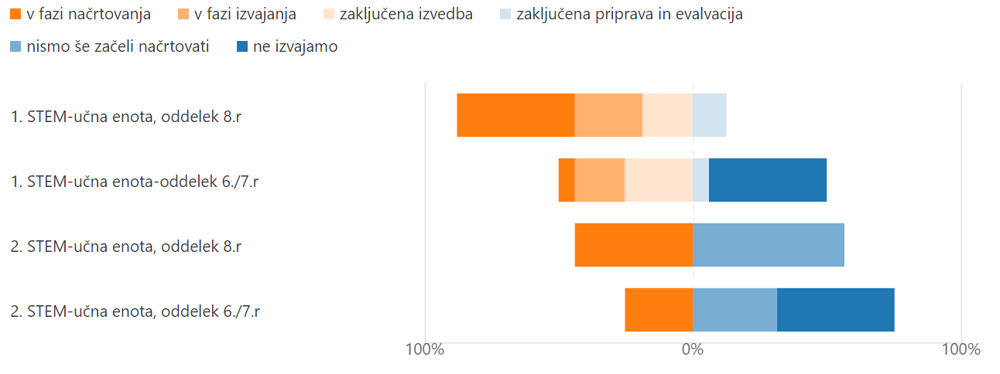 v fazi načrtovanja v fazi izvajanja zaključena izvedba zaključena priprava in evalvacija
nismo še začeli načrtovati ne izvajamo
1. STEM-učna enota, oddelek 8.r
1. STEM-učna enota-oddelek 6./7.r
2. STEM-učna enota, oddelek 8.r
2. STEM-učna enota, oddelek 6./7.r
100% 0% 100%